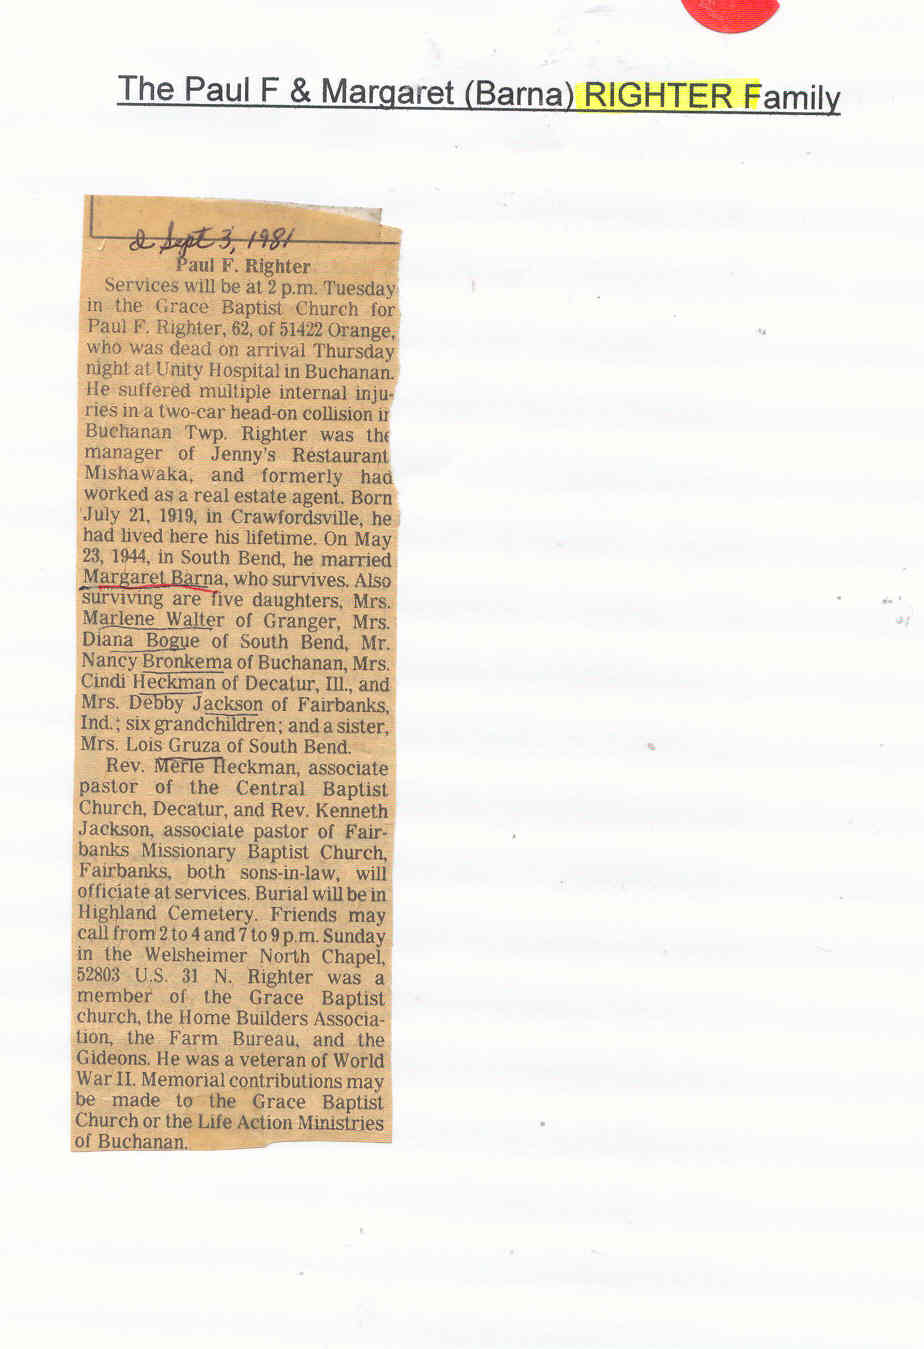 The Paul F & Margaret (Barna) RIGHTER Family
d Sept 3, 1981
Paul F. Righter
Services will be at 2 p.m. Tuesday
in the Grace Baptist Church for
Paul F. Righter, 62, of 51422 Orange,
who was dead on arrival Thursday
night at Unity Hospital in Buchanan.
He suffered multiple internal inju-
ries in a two-car head-on collision in
Buchanan Twp. Righter was the
manager of Jenny's Restaurant
Mishawaka, and formerly had
worked as a real estate agent. Born
July 21, 1919, in Crawfordsville, he
had lived here his lifetime. On May
23, 1944, in South Bend, he married
Margaret Barna, who survives. Also
surviving are five daughters, Mrs.
Marlene Walter of Granger, Mrs.
Diana Bogue of South Bend, Mr.
Nancy Bronkema of Buchanan, Mrs.
Cindi Heckman of Decatur, Ill., and
Mrs. Debby Jackson of Fairbanks,
Ind.; six grandchildren; and a sister,
Mrs. Lois Gruza of South Bend.
Rev. Merle Heckman, associate
pastor of the Central Baptist
Church, Decatur, and Rev. Kenneth
Jackson, associate pastor of Fair-
banks Missionary Baptist Church,
Fairbanks, both sons-in-law, will
officiate at services. Burial will be in
Highland Cemetery. Friends may
call from 2 to 4 and 7 to 9 p.m. Sunday
in the Welsheimer North Chapel,
52803 U.S. 31 N. Righter was a
member of the Grace Baptist
church, the Home Builders Associa-
tion, the Farm Bureau, and the
Gideons. He was a veteran of World
War II. Memorial contributions may
be made to the Grace Baptist
Church or the Life Action Ministries
of Buchanan.